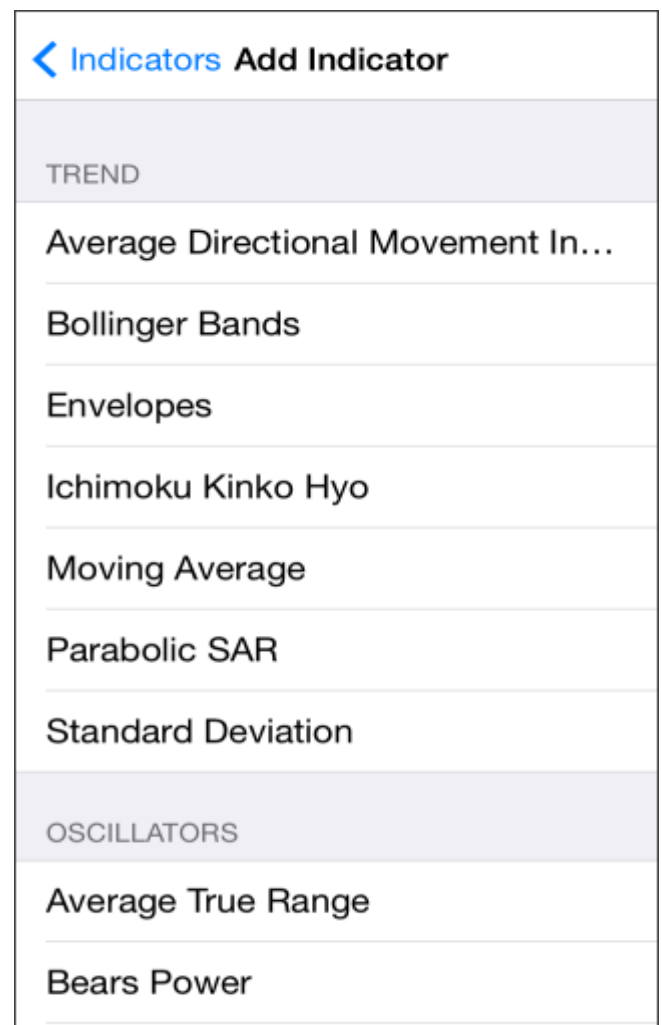 Indicators Add Indicator
TREND
Average Directional Movement In...
Bollinger Bands
Envelopes
Ichimoku Kinko Hyo
Moving Average
Parabolic SAR
Standard Deviation
OSCILLATORS
Average True Range
Bears Power